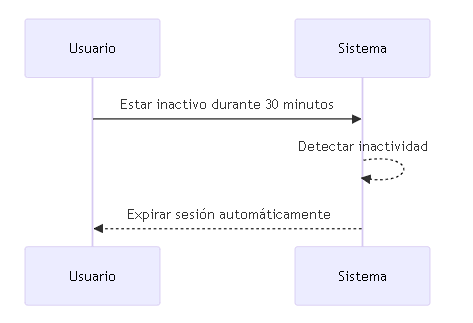 Usuario
Sistema
Estar inactivo durante 30 minutos
Detectar inactividad
Expirar sesión automáticamente
Usuario
Sistema